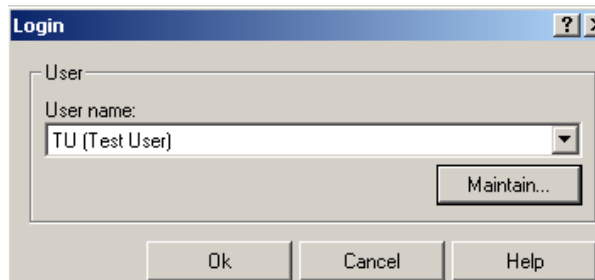 Login
User
User name:
TU (Test User)
Maintain...
Ok Cancel Help